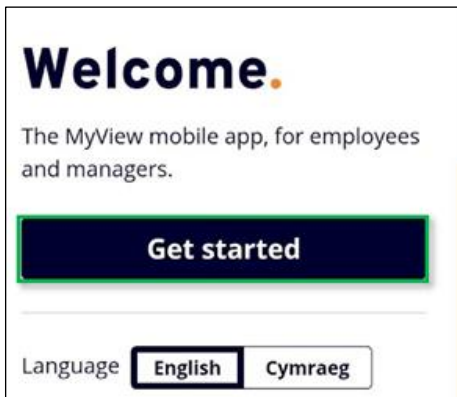 Welcome.
The MyView mobile app, for employees
and managers.
Get started
Language English Cymraeg